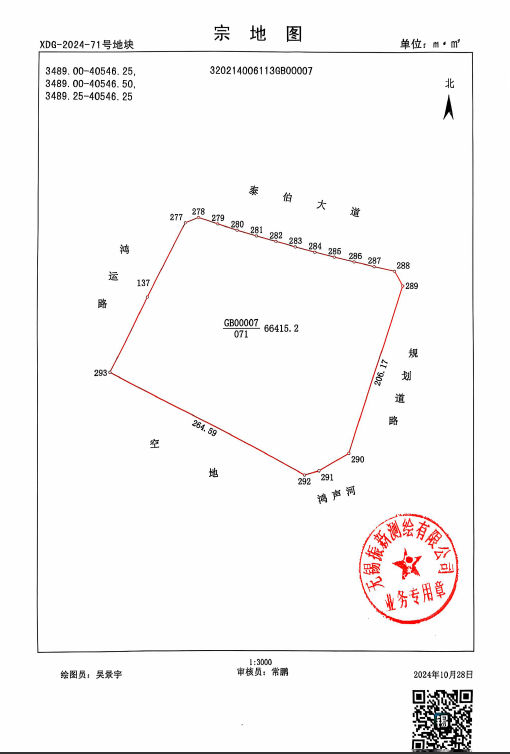 宗地图
XDG-2024-71号地块
单位：m·㎡
3489.00-40546.25,
3489.00-40546.50,
3489.25-40546.25
320214006113GB00007
北
泰伯大道
277
278
279
280
281
282
283
284
285
286
287
288
289
鸿运路
137
GB00007
071
66415.2
206.17
规划道路
293
264.59
空地
290
291
292
鸿声河
无锡振新测绘有限公司
业务专用章
1:3000
绘图员：吴景宇
审核员：常鹏
2024年10月28日
锡